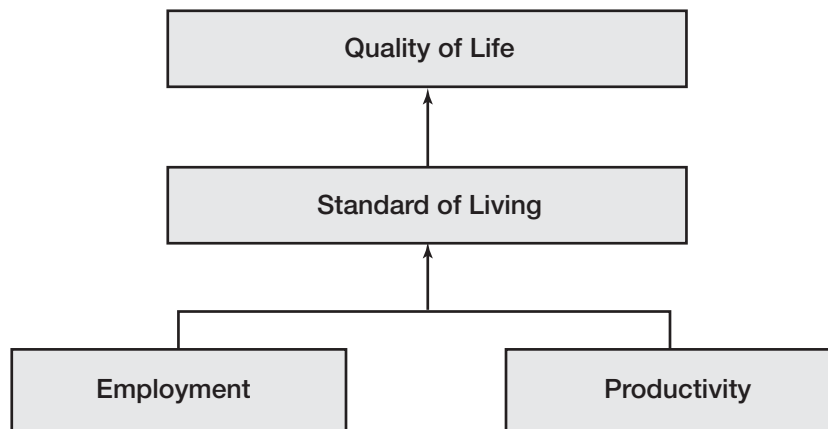 Quality of Life
Standard of Living
Employment
Productivity